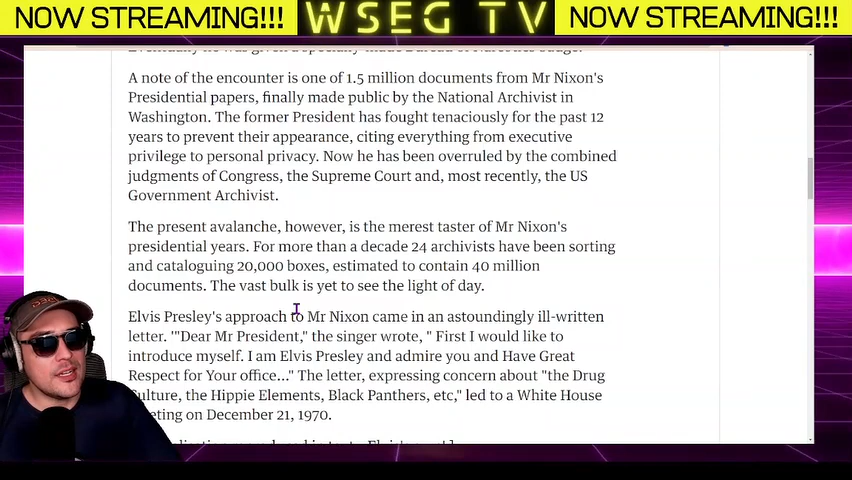 NOW STREAMING!!! WSEG TV NOW STREAMING!!!
A note of the encounter is one of 1.5 million documents from Mr Nixon's
Presidential papers, finally made public by the National Archivist in
Washington. The former President has fought tenaciously for the past 12
years to prevent their appearance, citing everything from executive
privilege to personal privacy. Now he has been overruled by the combined
judgments of Congress, the Supreme Court and, most recently, the US
Government Archivist.
The present avalanche, however, is the merest taster of Mr Nixon's
presidential years. For more than a decade 24 archivists have been sorting
and cataloguing 20,000 boxes, estimated to contain 40 million
documents. The vast bulk is yet to see the light of day.
Elvis Presley's approach to Mr Nixon came in an astoundingly ill-written
letter. '"Dear Mr President," the singer wrote, " First I would like to
introduce myself. I am Elvis Presley and admire you and Have Great
Respect for Your office..." The letter, expressing concern about "the Drug
the Hippie Elements, Black Panthers, etc," led to a White House
on December 21, 1970.